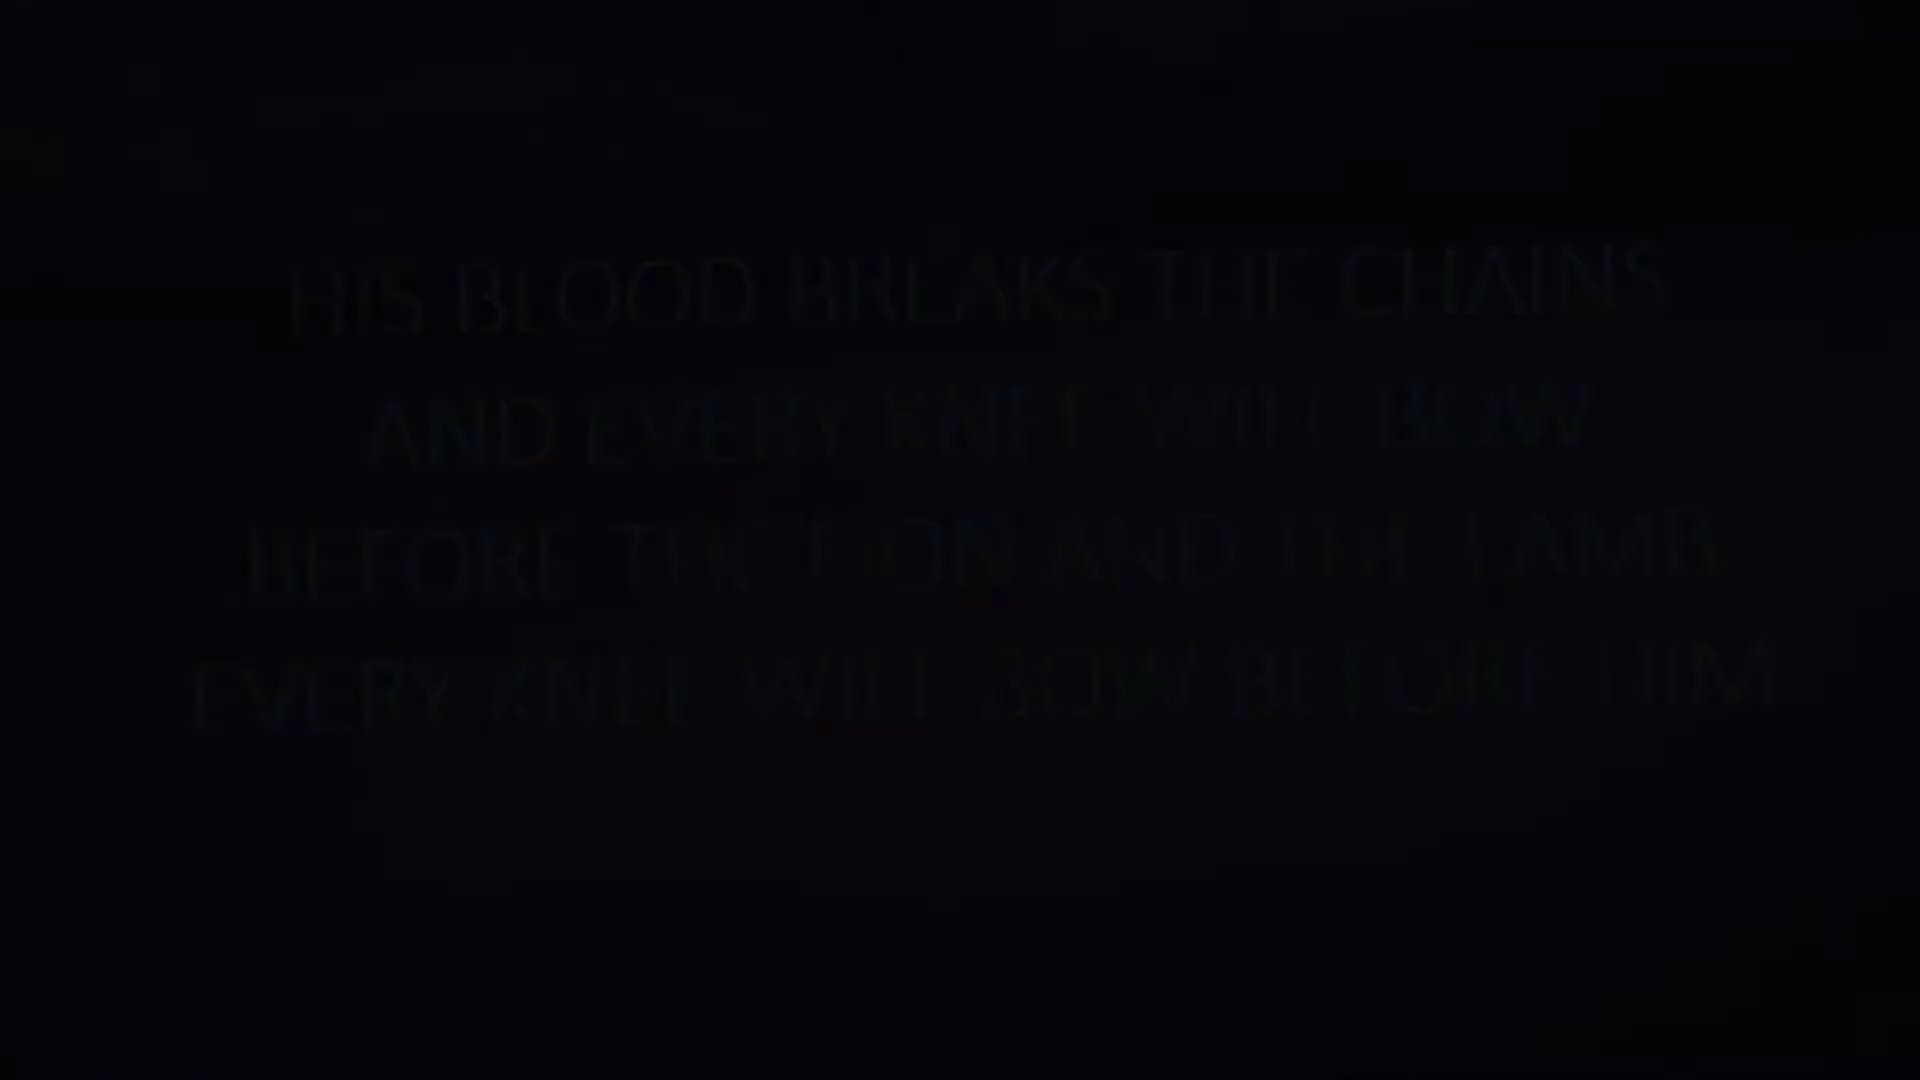 HIS BLOOD BREAKS THE CHAINS
AND EVERY KNEE WILL BOW
BEFORE THE LION AND THE LAMB
EVERY KNEE WILL BOW BEFORE HIM